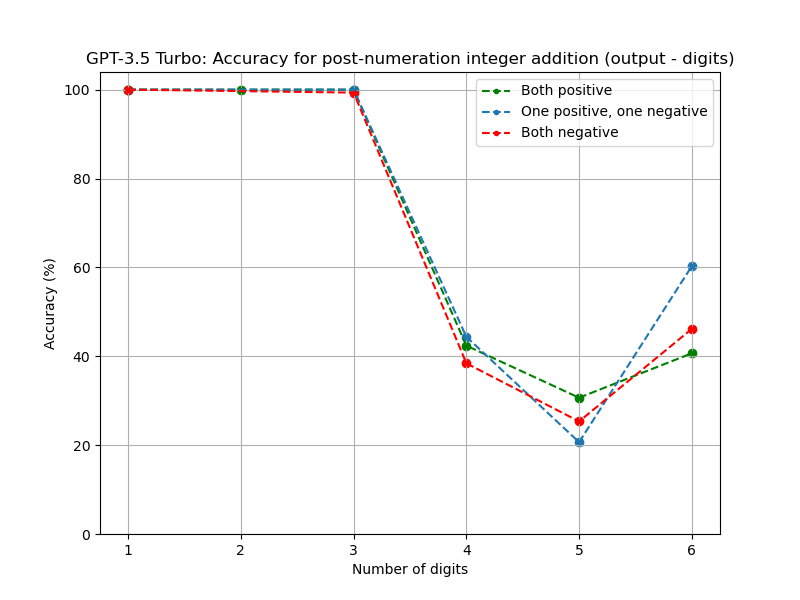 GPT-3.5 Turbo: Accuracy for post-numeration integer addition (output - digits)
Both positive
One positive, one negative
Both negative
100
80
60
40
20
0
Accuracy (%)
1 2 3 4 5 6
Number of digits